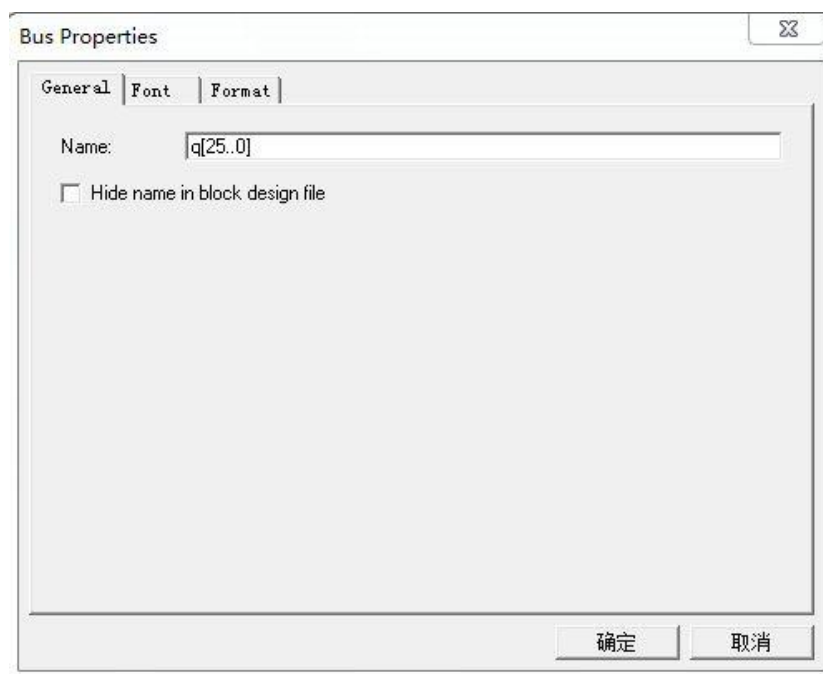 Bus Properties
General Font Format
Name: q[25..0]
Hide name in block design file
确定 取消